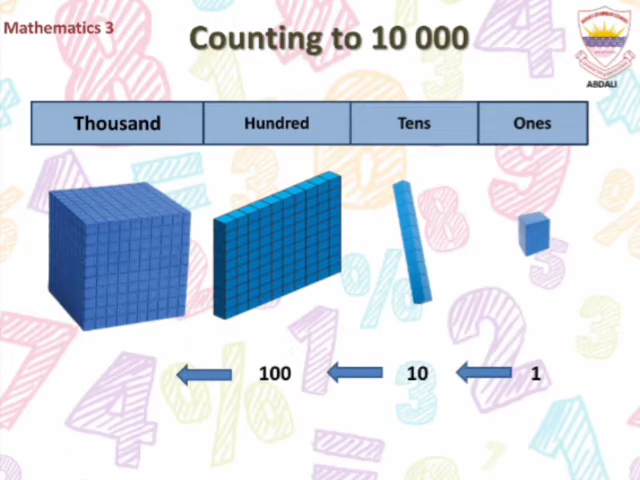 Mathematics 3
Counting to 10 000
ABDALI
Thousand Hundred Tens Ones
100 10 1